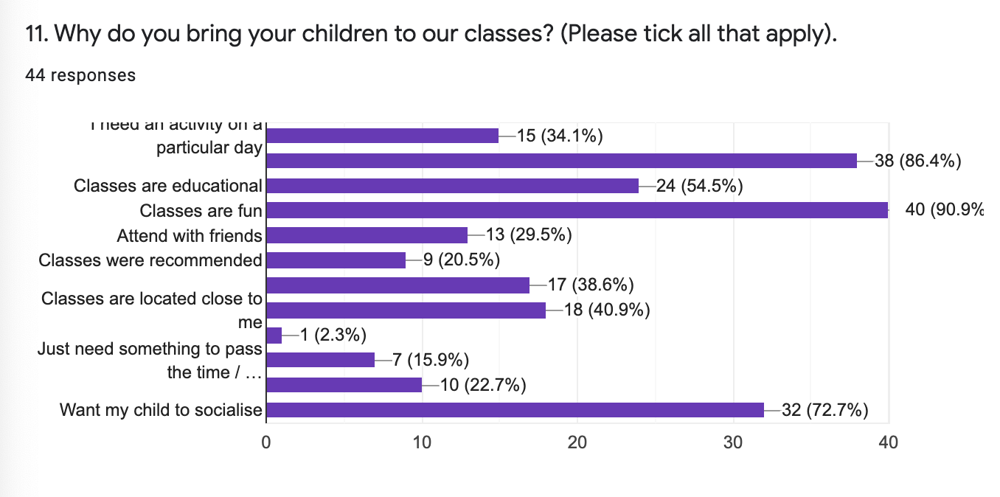 11. Why do you bring your children to our classes? (Please tick all that apply).
44 responses
I need an activity on a
particular day
15 (34.1%)
38 (86.4%)
Classes are educational
24 (54.5%)
Classes are fun
40 (90.9%
Attend with friends
13 (29.5%)
Classes were recommended
9 (20.5%)
17 (38.6%)
Classes are located close to
me
18 (40.9%)
1 (2.3%)
Just need something to pass
the time / …
7 (15.9%)
10 (22.7%)
Want my child to socialise
32 (72.7%)
0 10 20 30 40